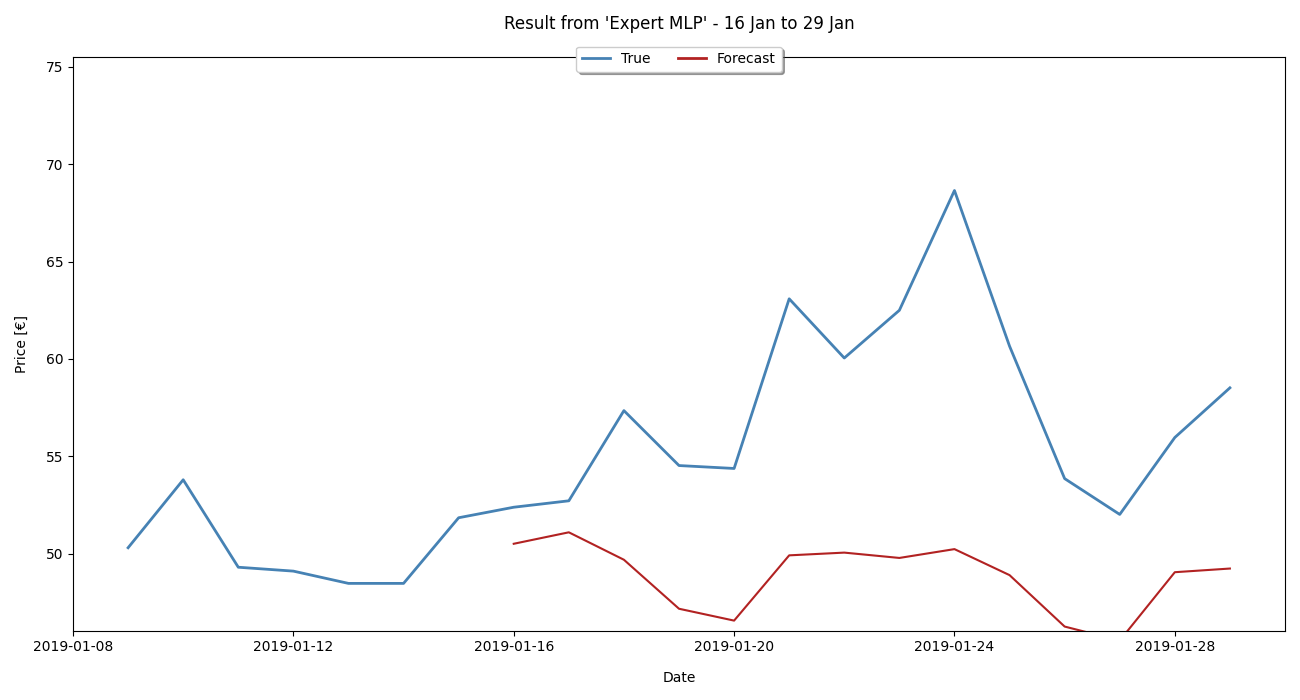 Result from 'Expert MLP' - 16 Jan to 29 Jan
True Forecast
75
70
65
60
55
50
Price [€]
2019-01-08 2019-01-12 2019-01-16 2019-01-20 2019-01-24 2019-01-28
Date